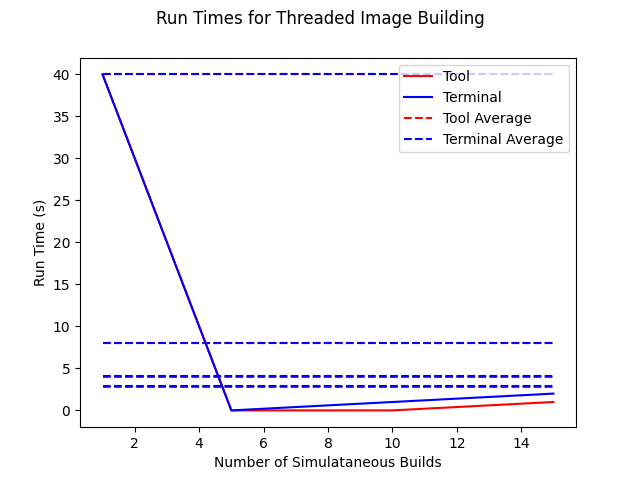 Run Times for Threaded Image Building
Tool
Terminal
Tool Average
Terminal Average
40
35
30
25
20
15
10
5
0
Run Time (s)
2
4
6
8
10
12
14
Number of Simulataneous Builds